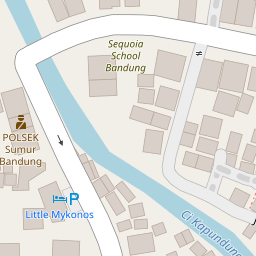 Sequoia
School
Bandung
POLSEK
Sumur
Bandung
P
Little Mykonos
Ci Kapundung